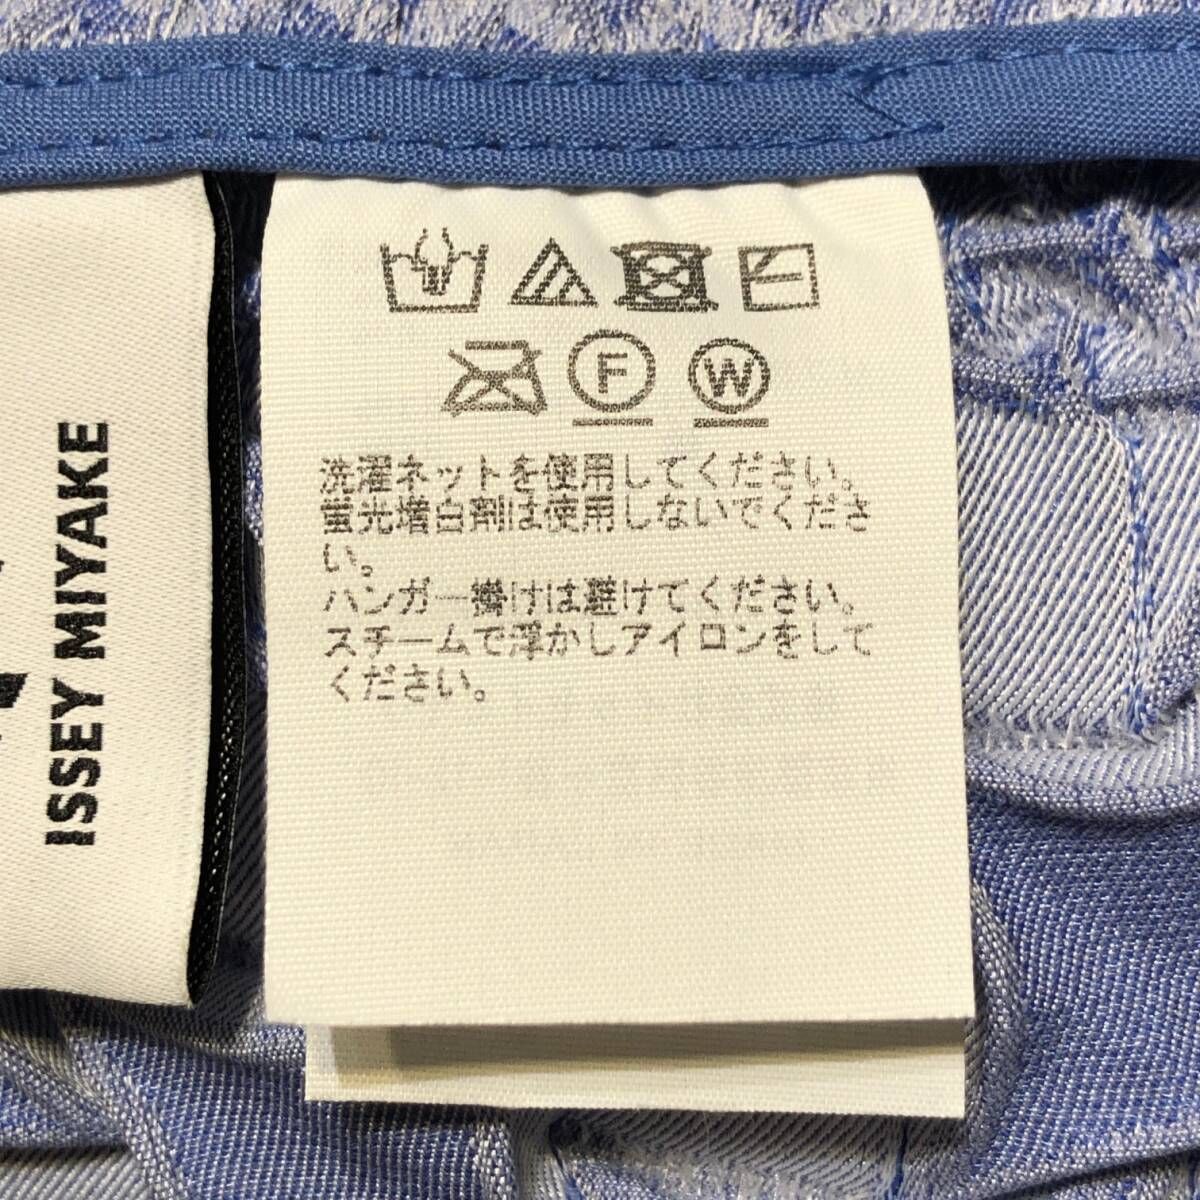 ISSEY MIYAKE
F W
洗濯ネットを使用してください。
蛍光増白剤は使用しないでくださ
い。
ハンガー掛けは避けてください。
スチームで浮かしアイロンをして
ください。